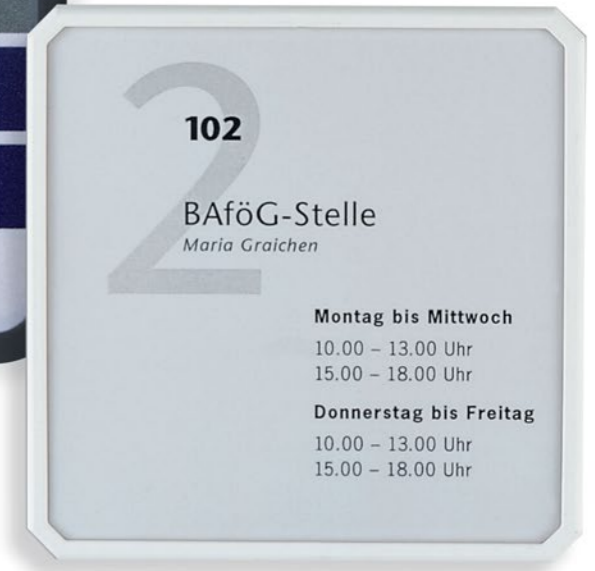 2
102
BAföG-Stelle
Maria Graichen
Montag bis Mittwoch
10.00 – 13.00 Uhr
15.00 – 18.00 Uhr
Donnerstag bis Freitag
10.00 – 13.00 Uhr
15.00 – 18.00 Uhr